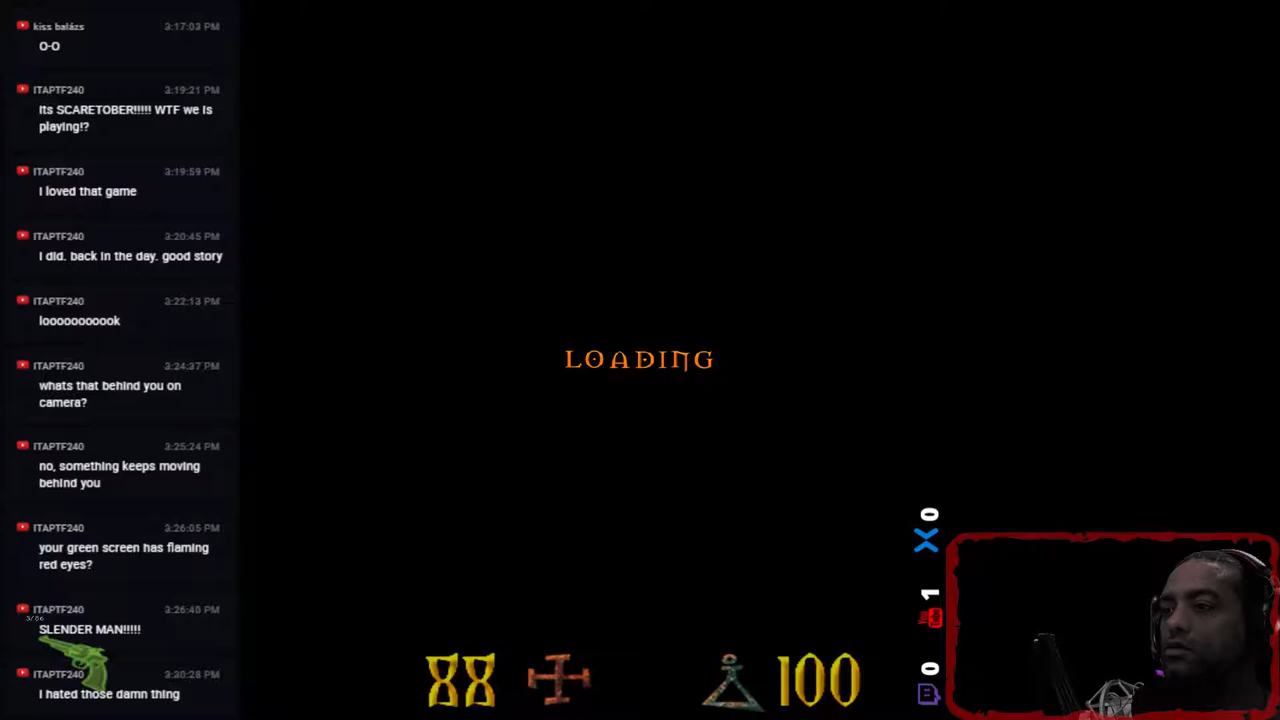 kiss balázs 3:17:03 PM
O-O
ITAPTF240 3:19:21 PM
Its SCARETOBER!!!!! WTF we is
playing!?
ITAPTF240 3:19:59 PM
I loved that game
ITAPTF240 3:20:45 PM
I did. back in the day. good story
ITAPTF240 3:22:13 PM
looooooooook
ITAPTF240 3:24:37 PM
whats that behind you on
camera?
ITAPTF240 3:25:24 PM
no, something keeps moving
behind you
ITAPTF240 3:26:05 PM
your green screen has flaming
red eyes?
ITAPTF240 3:26:40 PM
SLENDER MAN!!!!!
ITAPTF240 3:30:28 PM
I hated those damn thing
LOADING
88
100
0
1
0